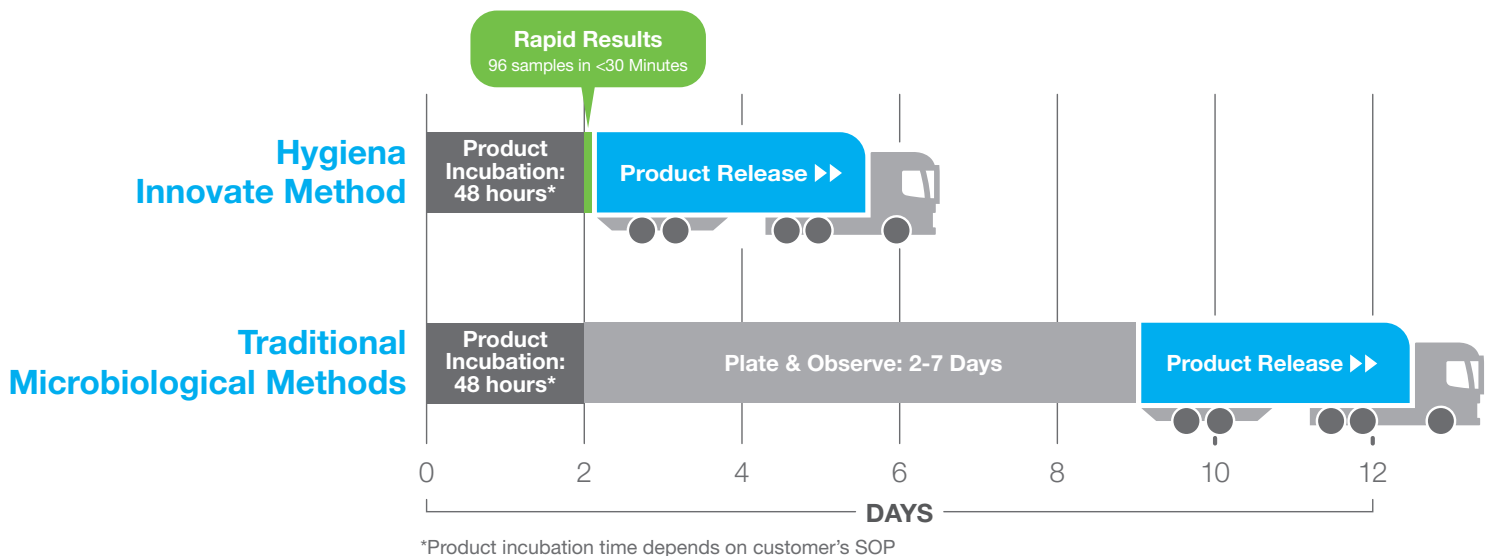 Rapid Results
96 samples in <30 Minutes
Hygiena
Innovate Method
Product
Incubation:
48 hours*
Product Release
Traditional
Microbiological Methods
Product
Incubation:
48 hours*
Plate & Observe: 2-7 Days
Product Release
0 2 4 6 8 10 12
DAYS
*Product incubation time depends on customer's SOP